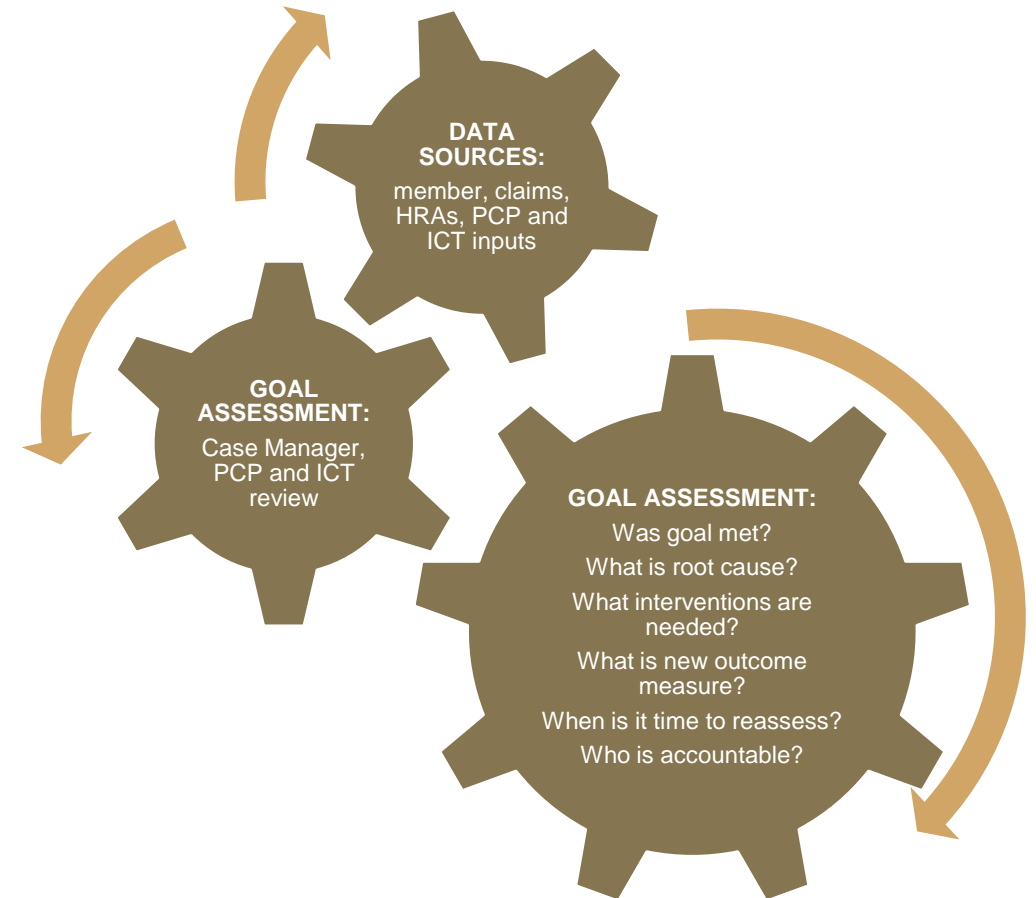 DATA
SOURCES:
member, claims,
HRAs, PCP and
ICT inputs
GOAL
ASSESSMENT:
Case Manager,
PCP and ICT
review
GOAL ASSESSMENT:
Was goal met?
What is root cause?
What interventions are
needed?
What is new outcome
measure?
When is it time to reassess?
Who is accountable?